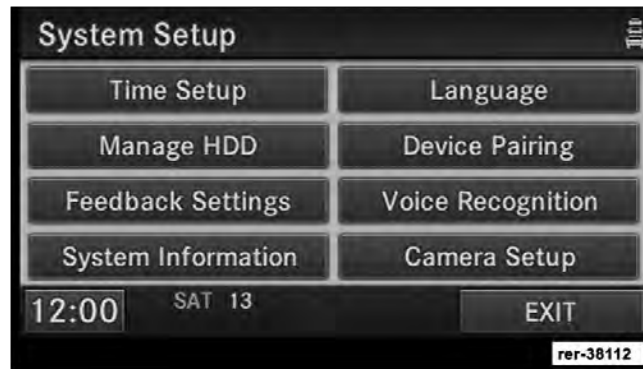 System Setup
Time Setup
Language
Manage HDD
Device Pairing
Feedback Settings
Voice Recognition
System Information
Camera Setup
12:00
SAT 13
EXIT
rer-38112